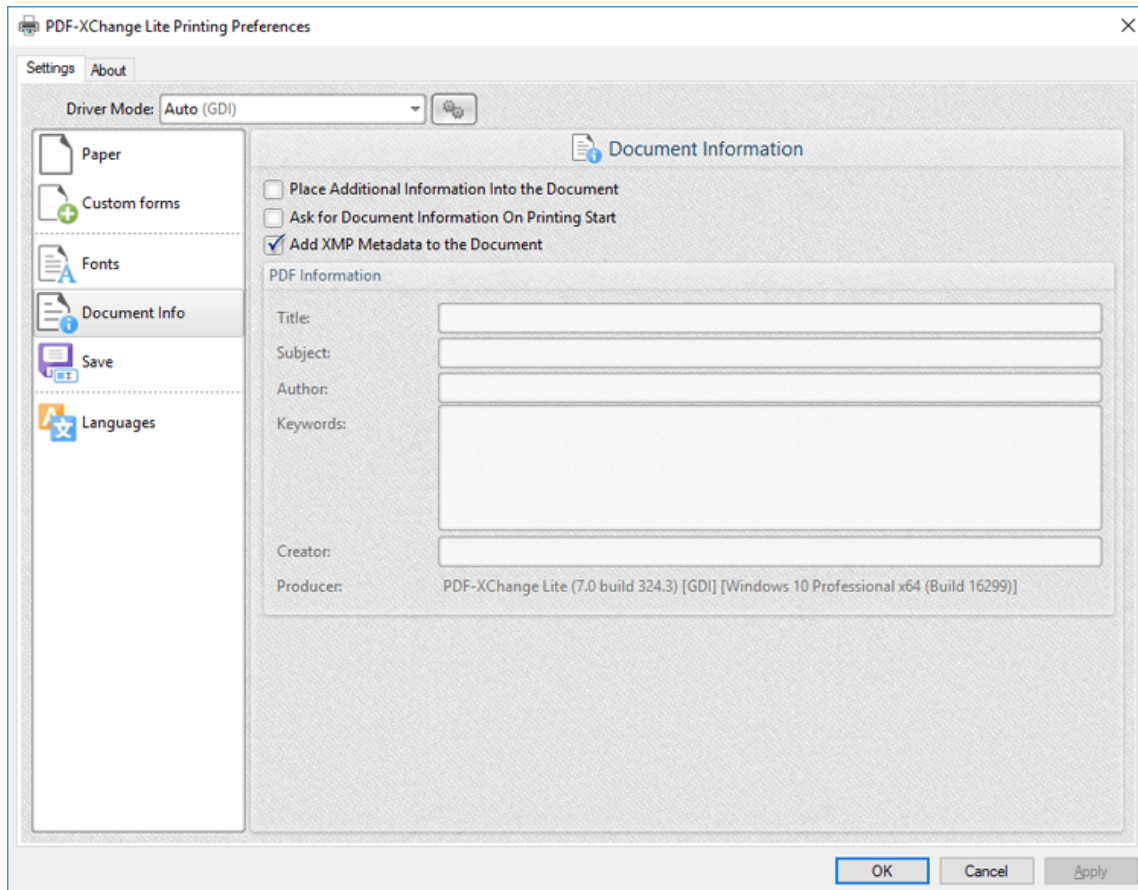 PDF-XChange Lite Printing Preferences
Settings About
Driver Mode: Auto (GDI)
Paper
Custom forms
Fonts
Document Info
Save
Languages
Document Information
Place Additional Information Into the Document
Ask for Document Information On Printing Start
Add XMP Metadata to the Document
PDF Information
Title:
Subject:
Author:
Keywords:
Creator:
Producer: PDF-XChange Lite (7.0 build 324.3) [GDI] [Windows 10 Professional x64 (Build 16299)]
OK Cancel Apply